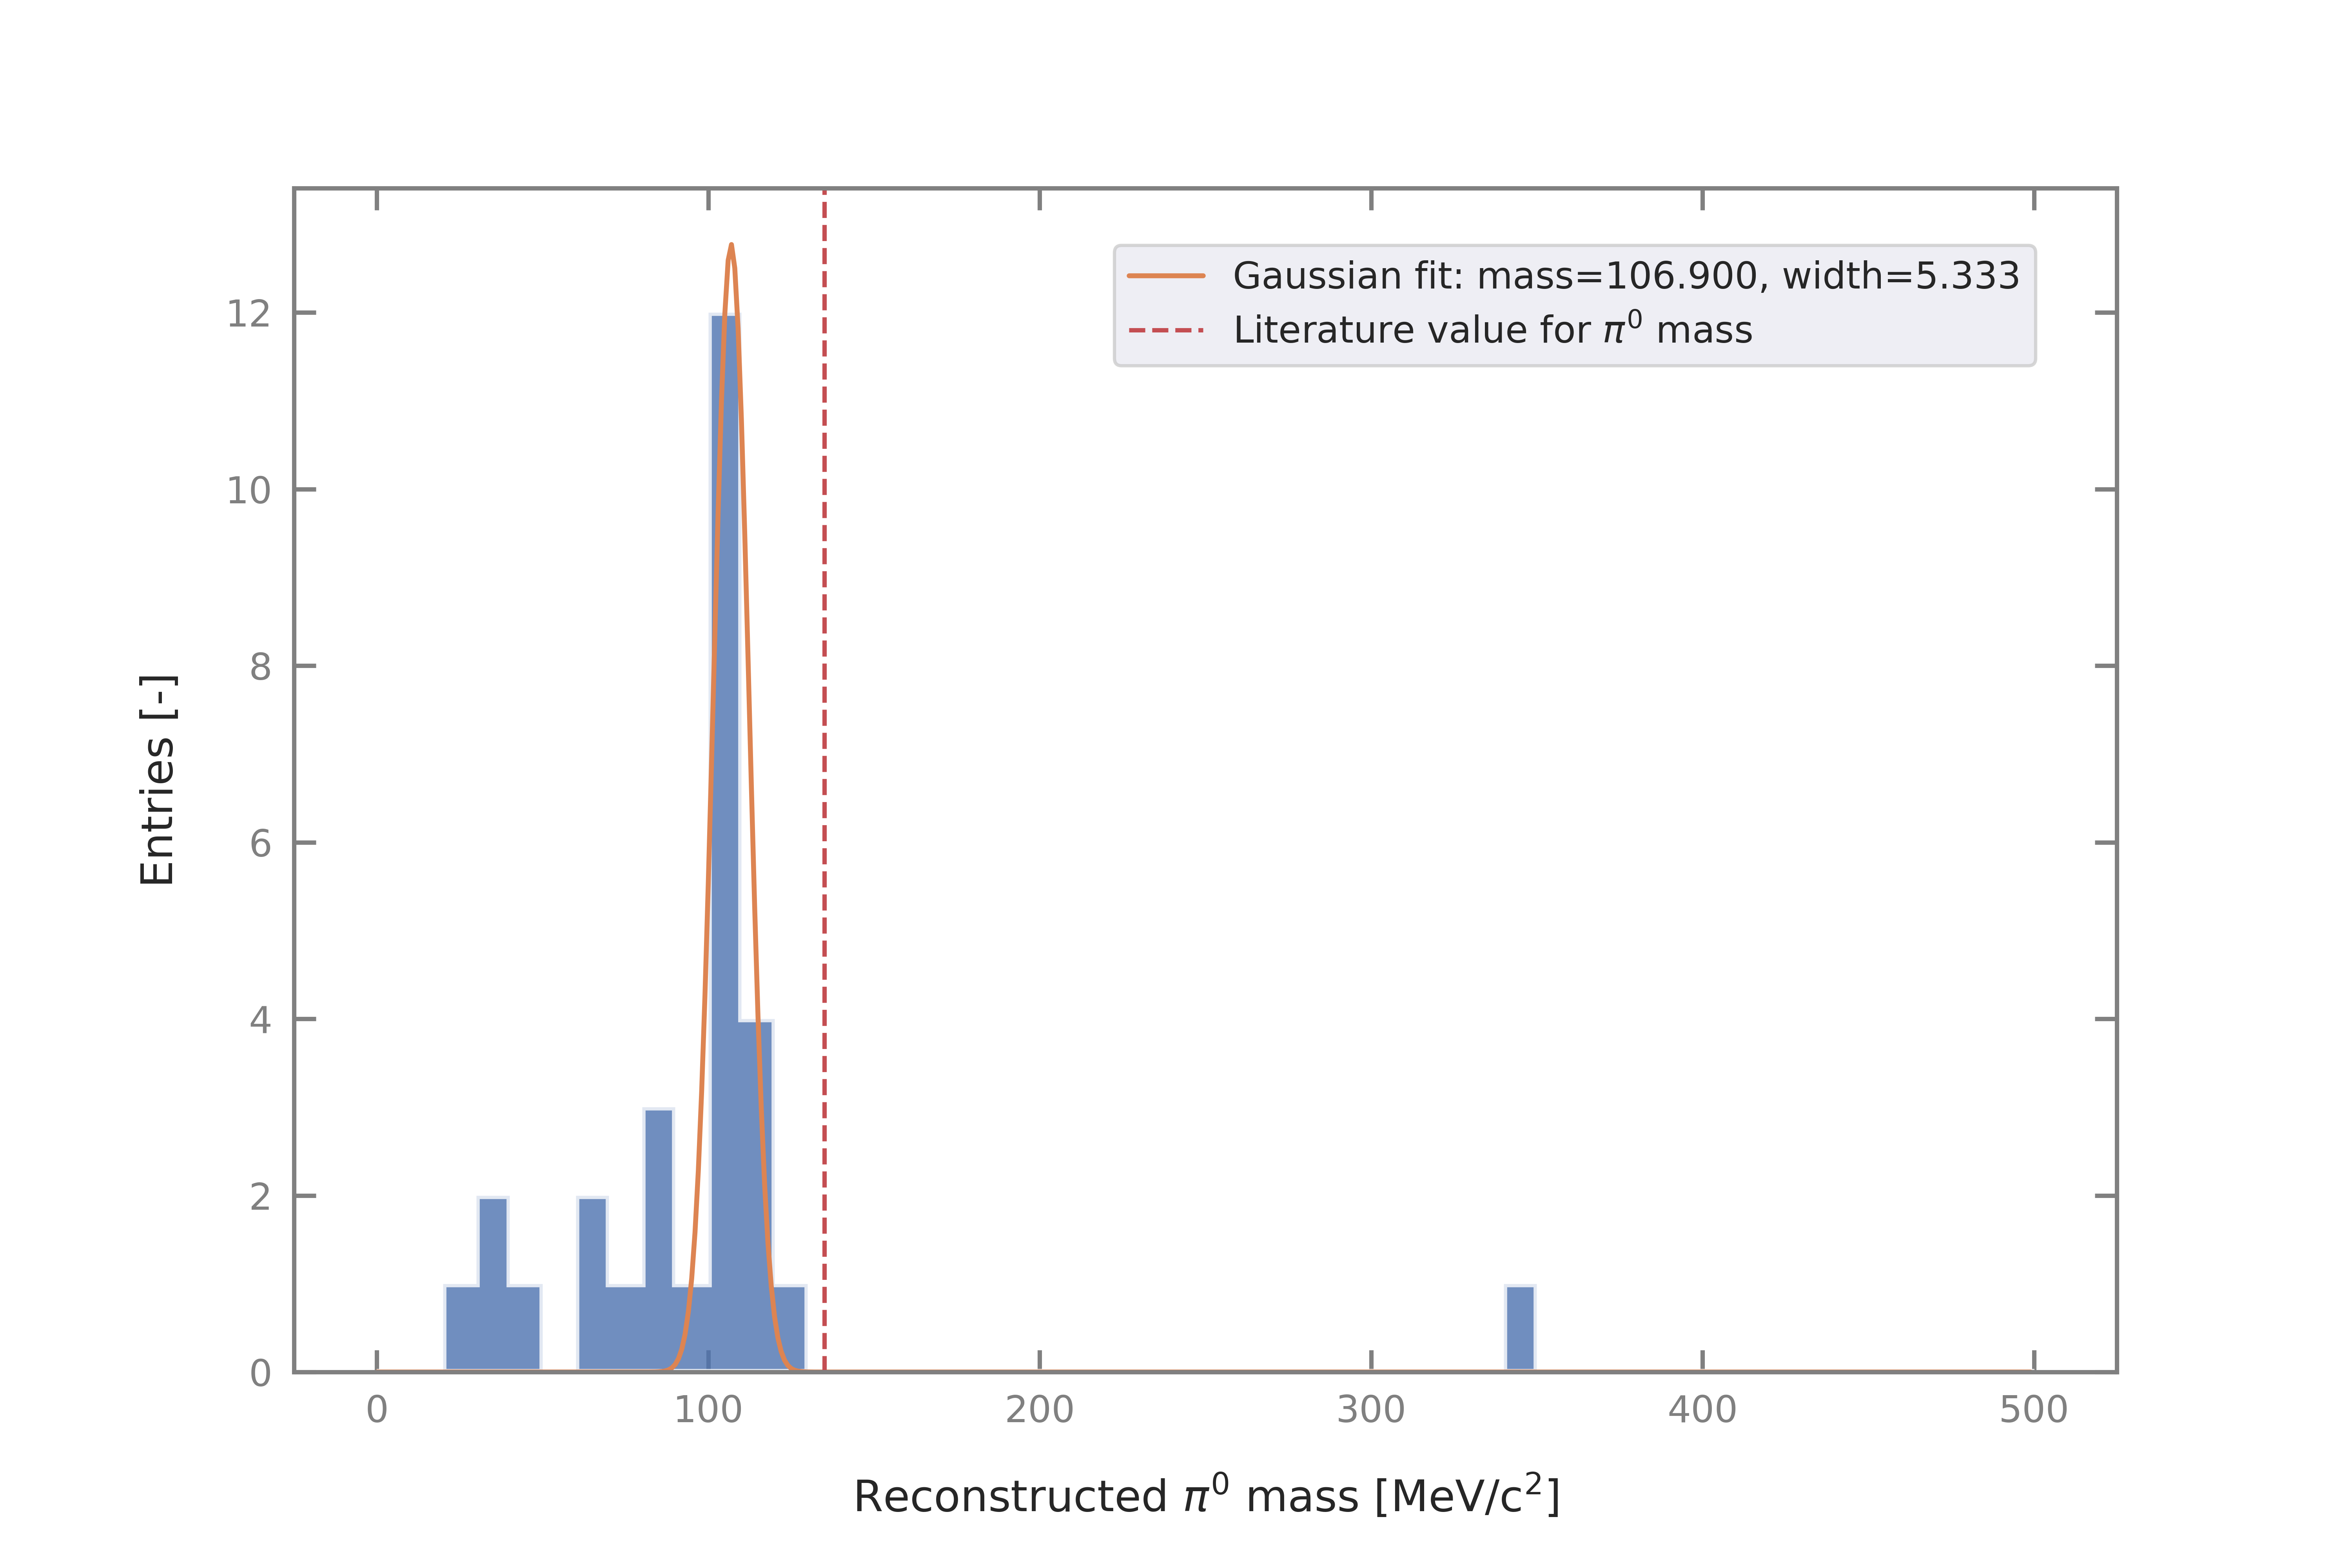 Gaussian fit: mass=106.900, width=5.333
Literature value for π⁰ mass
12
10
8
6
4
2
0
Entries [-]
0 100 200 300 400 500
Reconstructed π⁰ mass [MeV/c²]